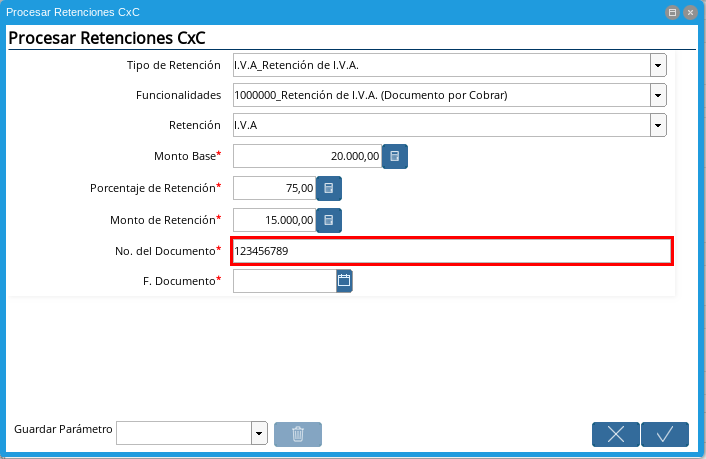 Procesar Retenciones CxC
Procesar Retenciones CxC
Tipo de Retención I.V.A_Retención de I.V.A.
Funcionalidades 1000000_Retención de I.V.A. (Documento por Cobrar)
Retención I.V.A
Monto Base* 20.000,00
Porcentaje de Retención* 75,00
Monto de Retención* 15.000,00
No. del Documento* 123456789
F. Documento*
Guardar Parámetro